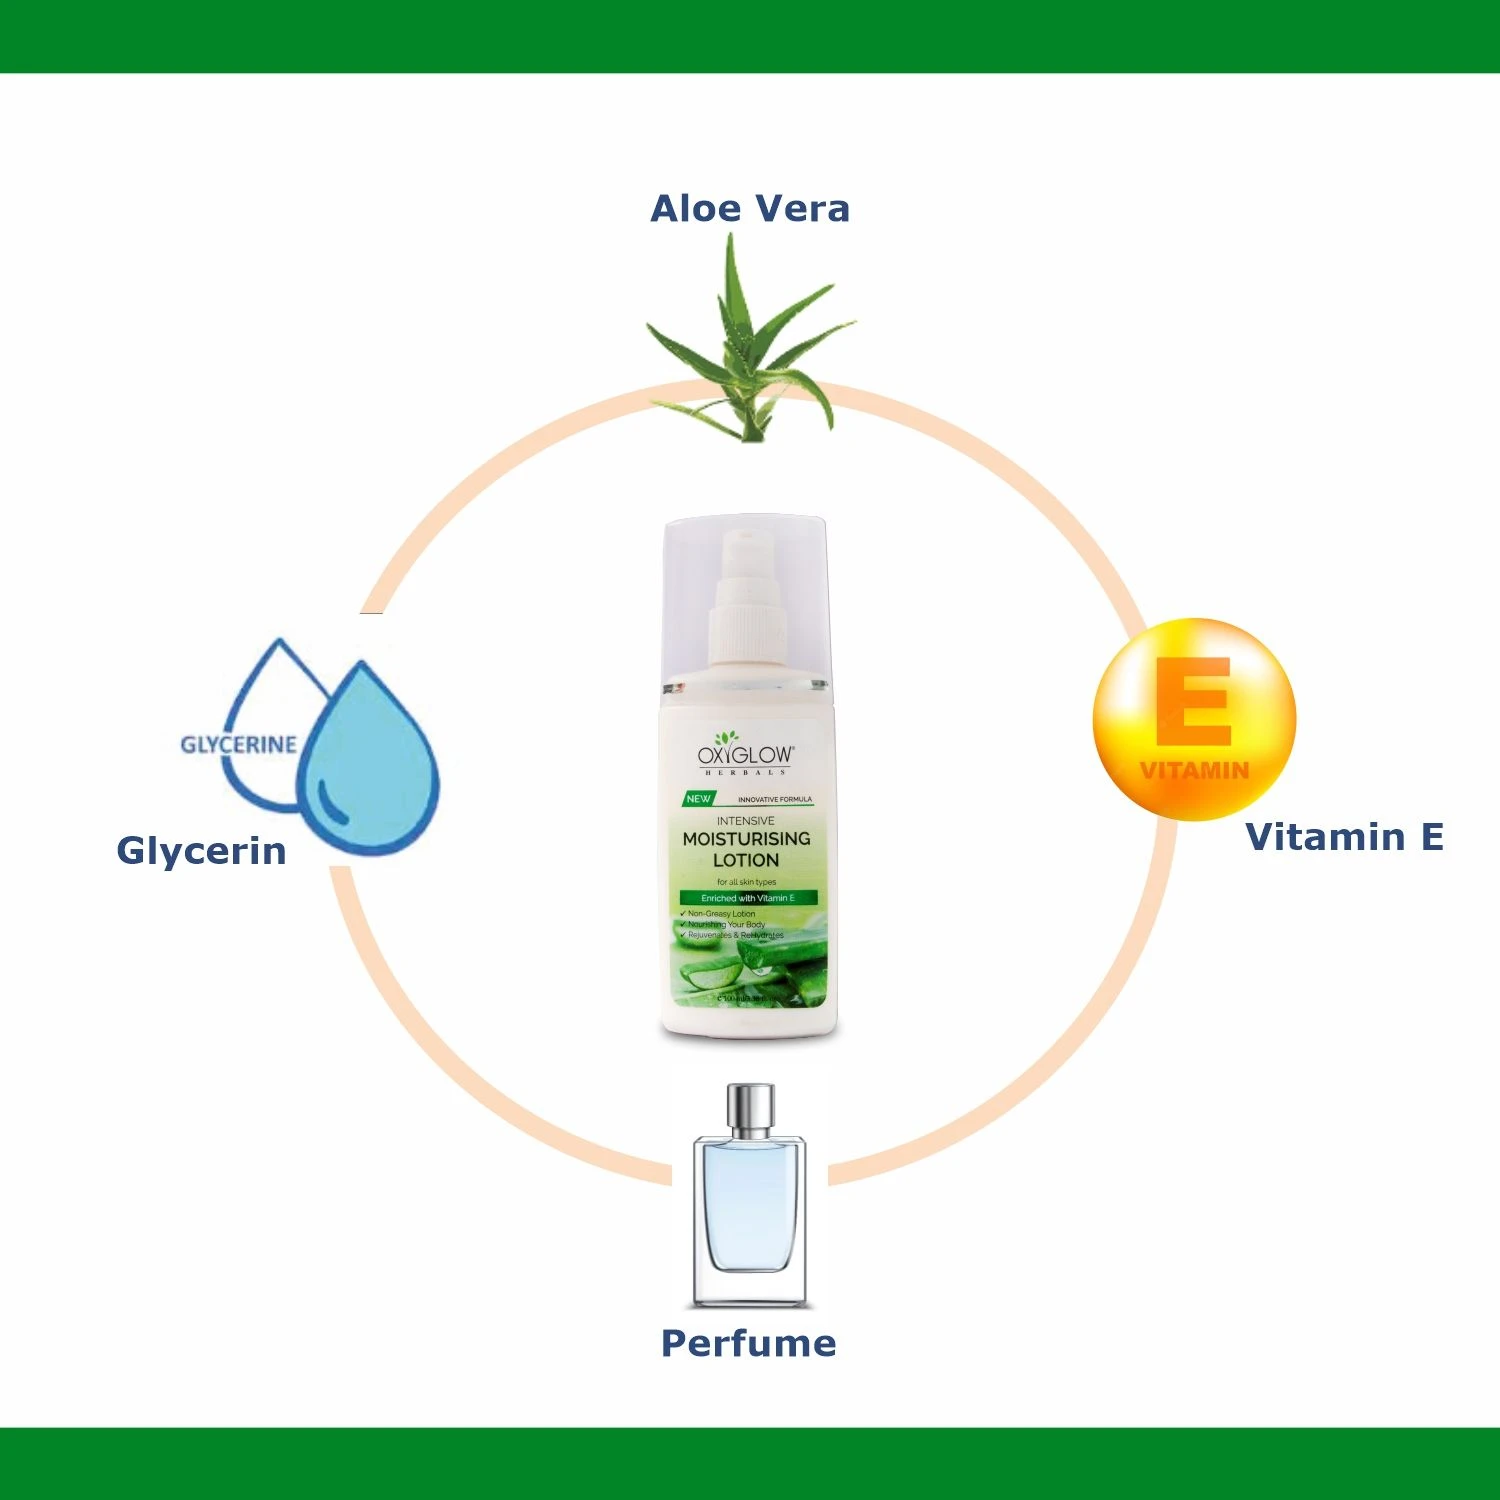 Aloe Vera
GLYCERINE
Glycerin
E
VITAMIN
Vitamin E
OXYGLOW®
HERBALS
NEW
INNOVATIVE FORMULA
INTENSIVE
MOISTURISING
LOTION
for all skin types
Enriched with Vitamin E
✓ Non-Greasy Lotion
✓ Nourishing Your Body
✓ Rejuvenates & ReHydrates
Perfume